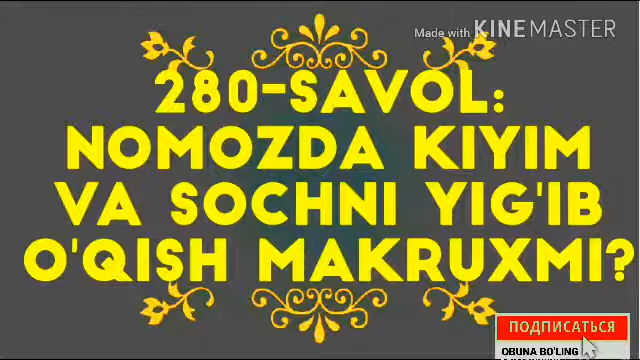 Made with KINEMASTER
280-SAVOL:
NOMOZDA KIYIM
VA SOCHNI YIG'IB
O'QISH MAKRUXMI?
ПОДПИСАТЬСЯ
OBUNA BO'LING